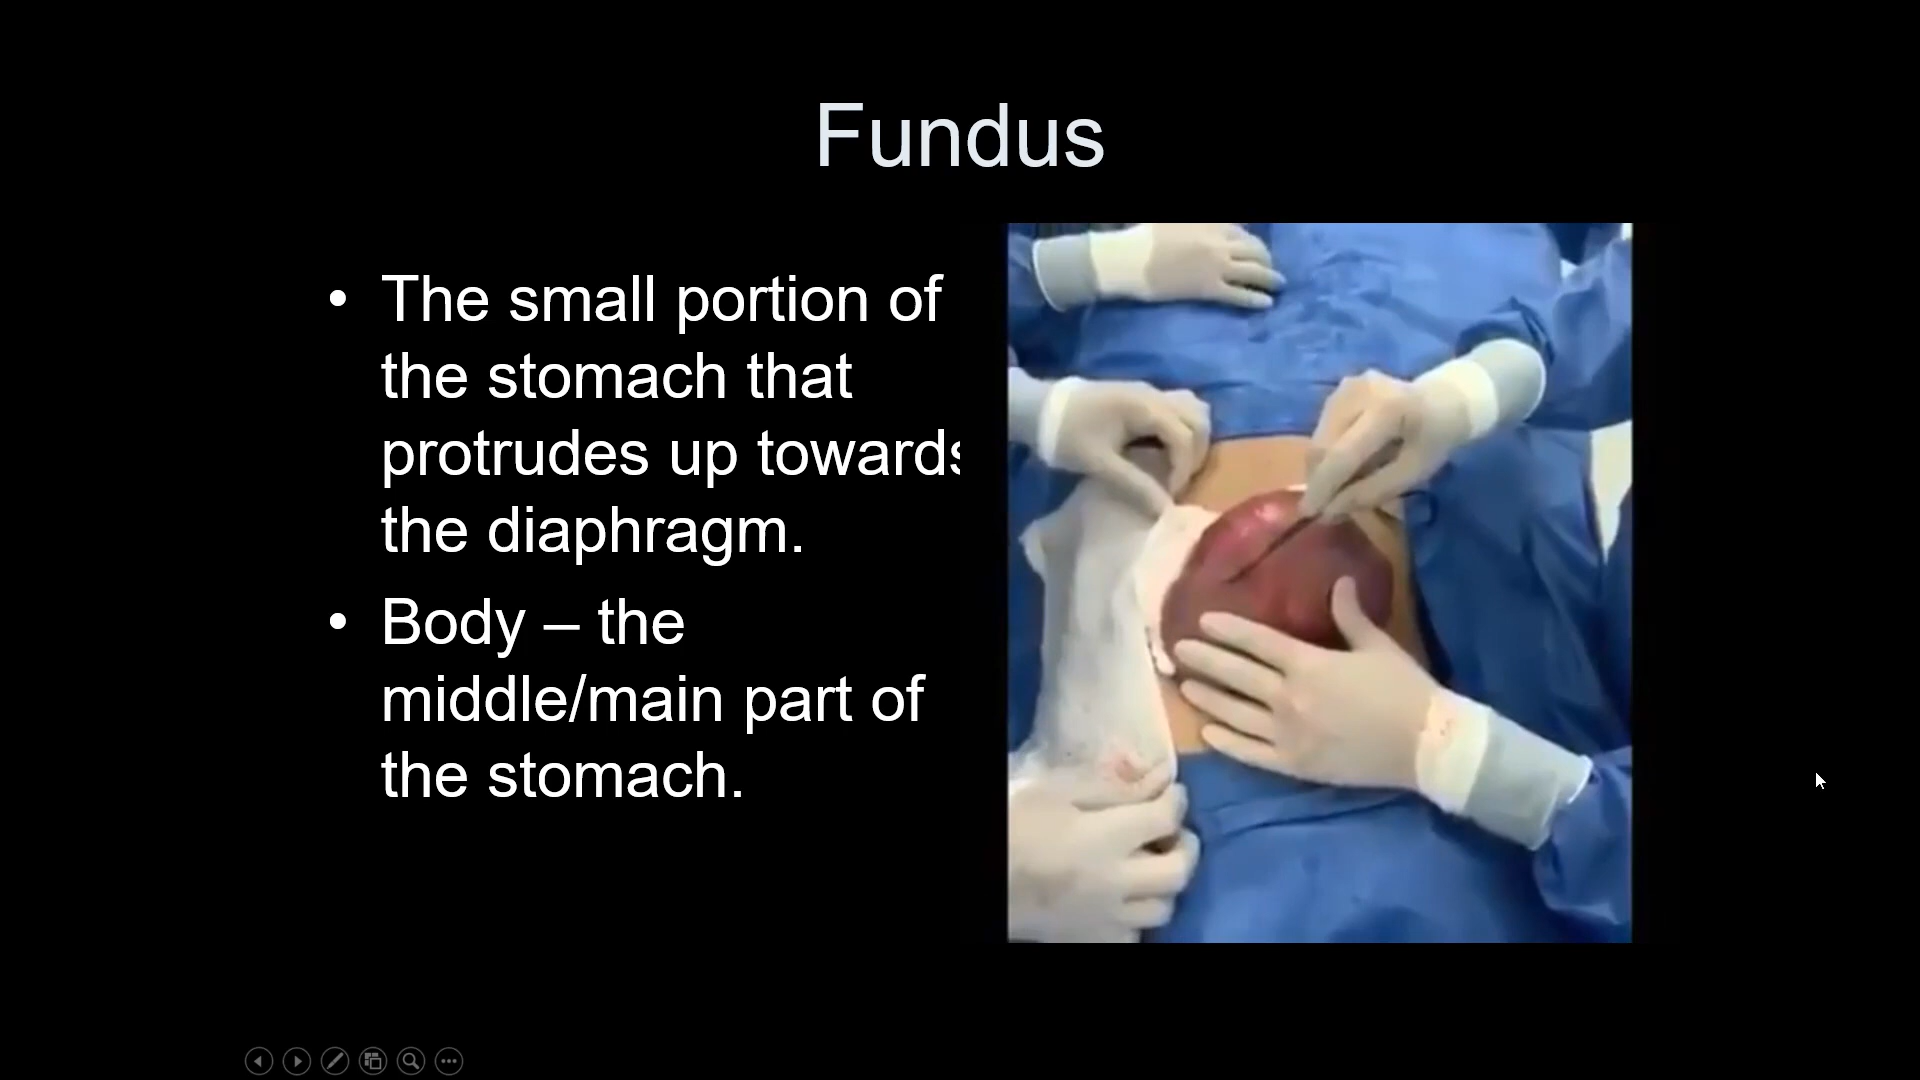 Fundus
• The small portion of
the stomach that
protrudes up towards
the diaphragm.
• Body – the
middle/main part of
the stomach.